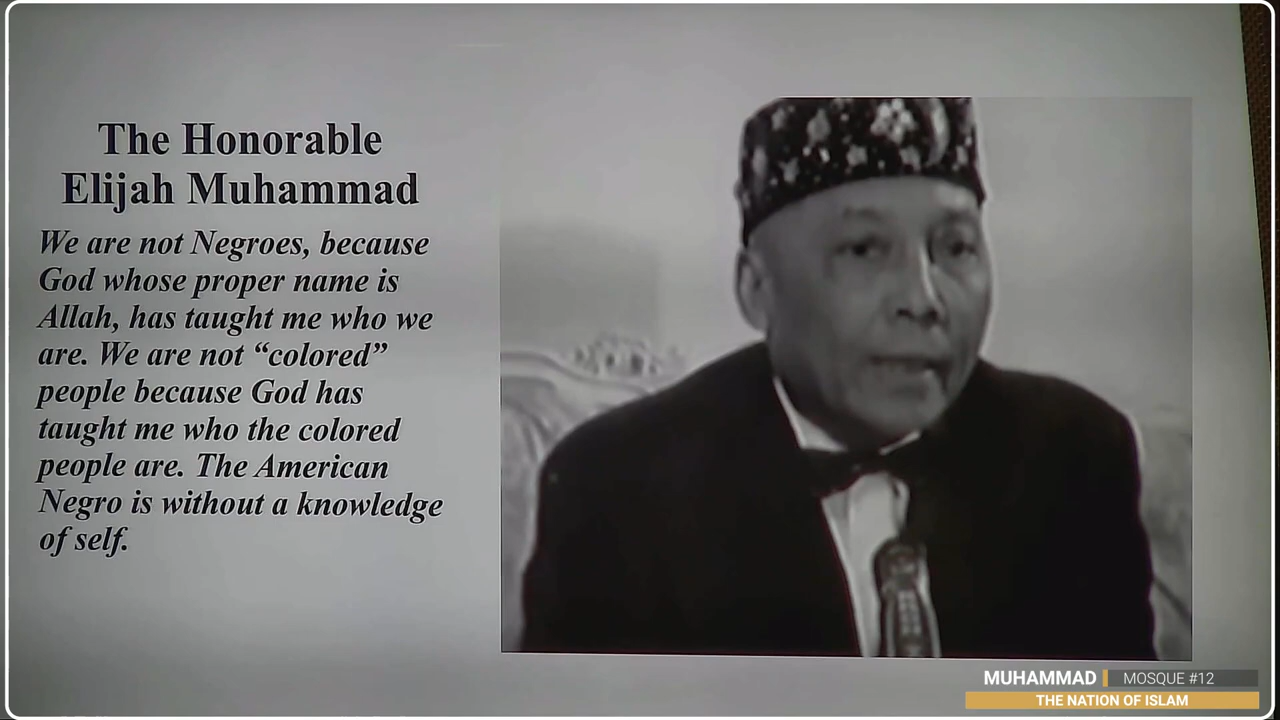 The Honorable
Elijah Muhammad
We are not Negroes, because
God whose proper name is
Allah, has taught me who we
are. We are not “colored”
people because God has
taught me who the colored
people are. The American
Negro is without a knowledge
of self.
MUHAMMAD MOSQUE #12
THE NATION OF ISLAM